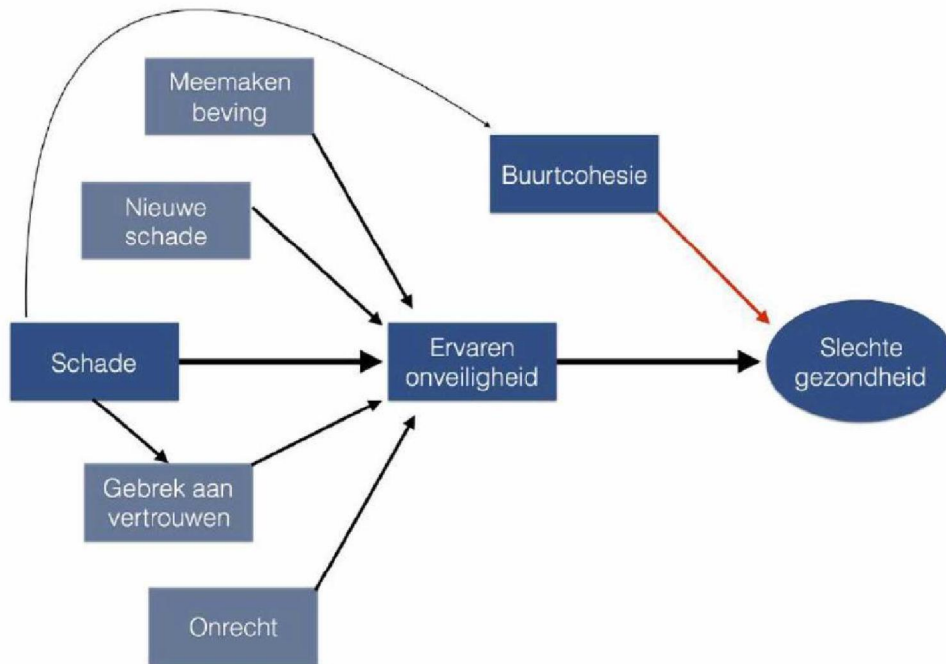 Meemaken
beving
Buurtcohesie
Nieuwe
schade
Schade
Ervaren
onveiligheid
Slechte
gezondheid
Gebrek aan
vertrouwen
Onrecht